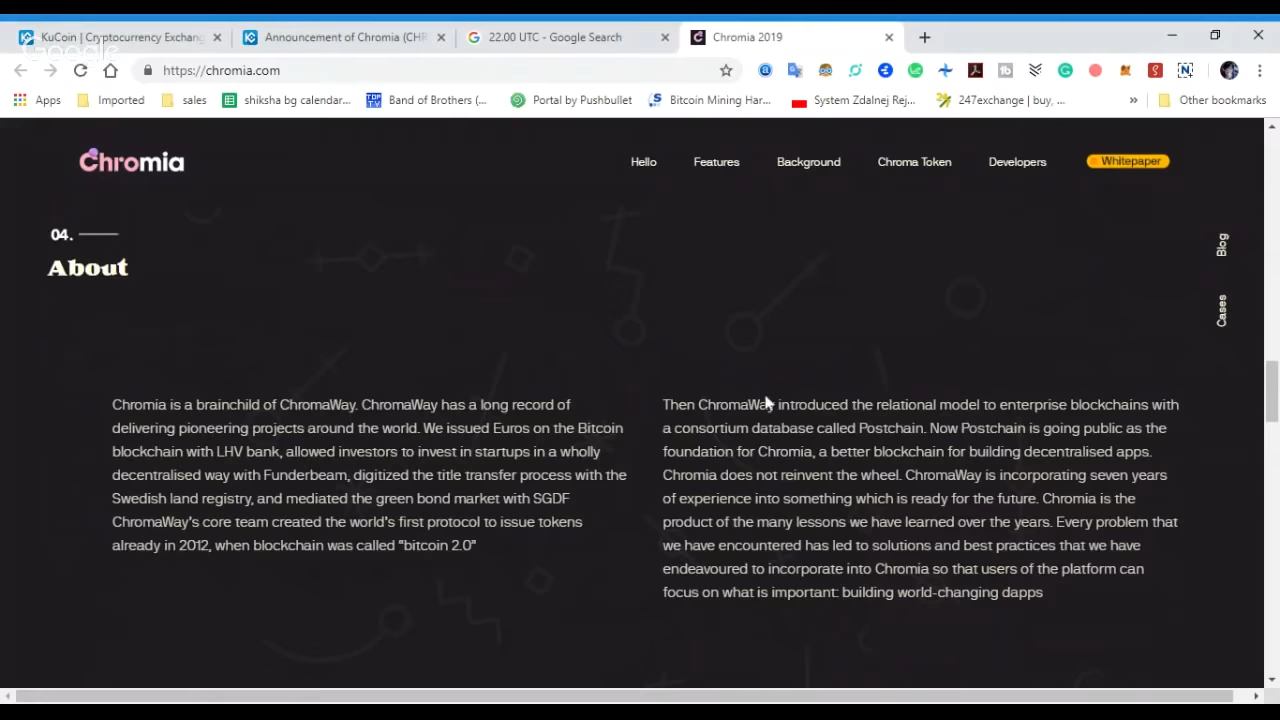 KuCoin | Cryptocurrency Exchang
Announcement of Chromia (CHR
22.00 UTC - Google Search
Chromia 2019
Google
https://chromia.com
Apps
Imported
sales
shiksha bg calendar...
Band of Brothers (...
Portal by Pushbullet
Bitcoin Mining Har...
System Zdalnej Rej...
247exchange | buy, ...
Other bookmarks
Chromia
Hello
Features
Background
Chroma Token
Developers
Whitepaper
04.
About
Blog
Cases
Chromia is a brainchild of ChromaWay. ChromaWay has a long record of
delivering pioneering projects around the world. We issued Euros on the Bitcoin
blockchain with LHV bank, allowed investors to invest in startups in a wholly
decentralised way with Funderbeam, digitized the title transfer process with the
Swedish land registry, and mediated the green bond market with SGDF
ChromaWay's core team created the world's first protocol to issue tokens
already in 2012, when blockchain was called "bitcoin 2.0"
Then ChromaWay introduced the relational model to enterprise blockchains with
a consortium database called Postchain. Now Postchain is going public as the
foundation for Chromia, a better blockchain for building decentralised apps.
Chromia does not reinvent the wheel. ChromaWay is incorporating seven years
of experience into something which is ready for the future. Chromia is the
product of the many lessons we have learned over the years. Every problem that
we have encountered has led to solutions and best practices that we have
endeavoured to incorporate into Chromia so that users of the platform can
focus on what is important: building world-changing dapps